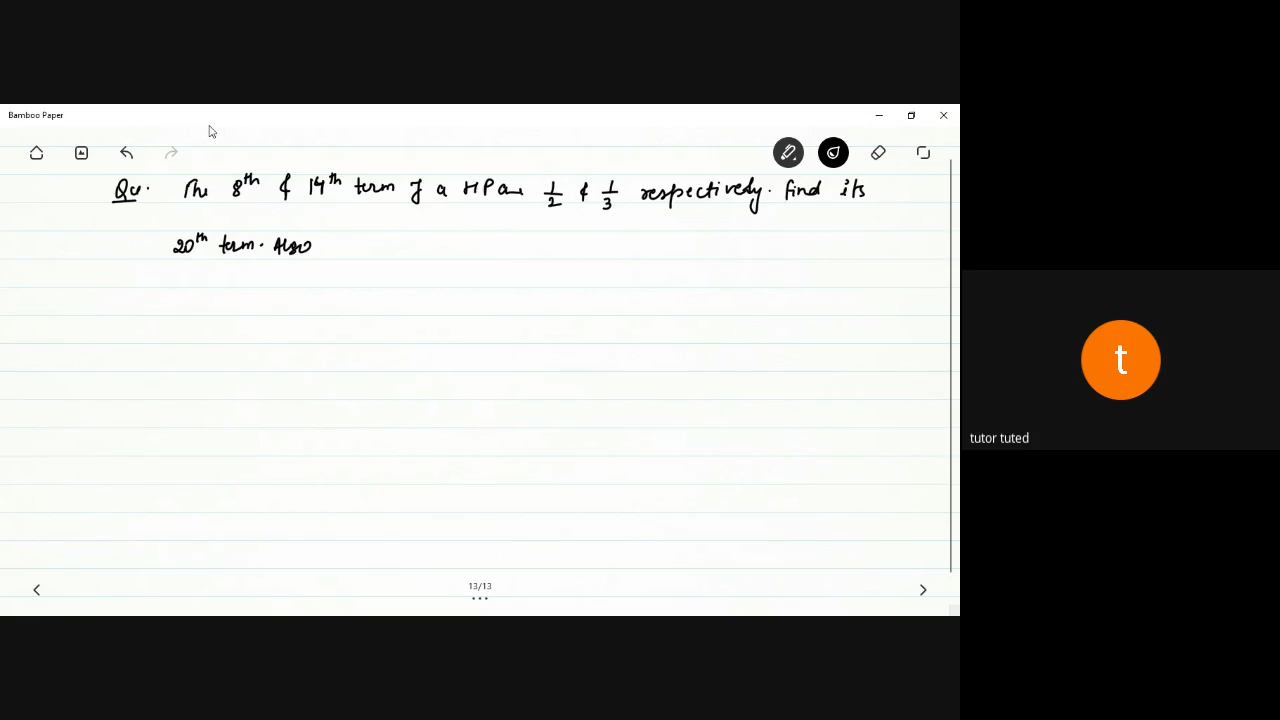 Bamboo Paper
Qu. The 8th & 14th term of a HP are 1/2 & 1/3 respectively. find its
20th term. Also
13/13
t
tutor tuted